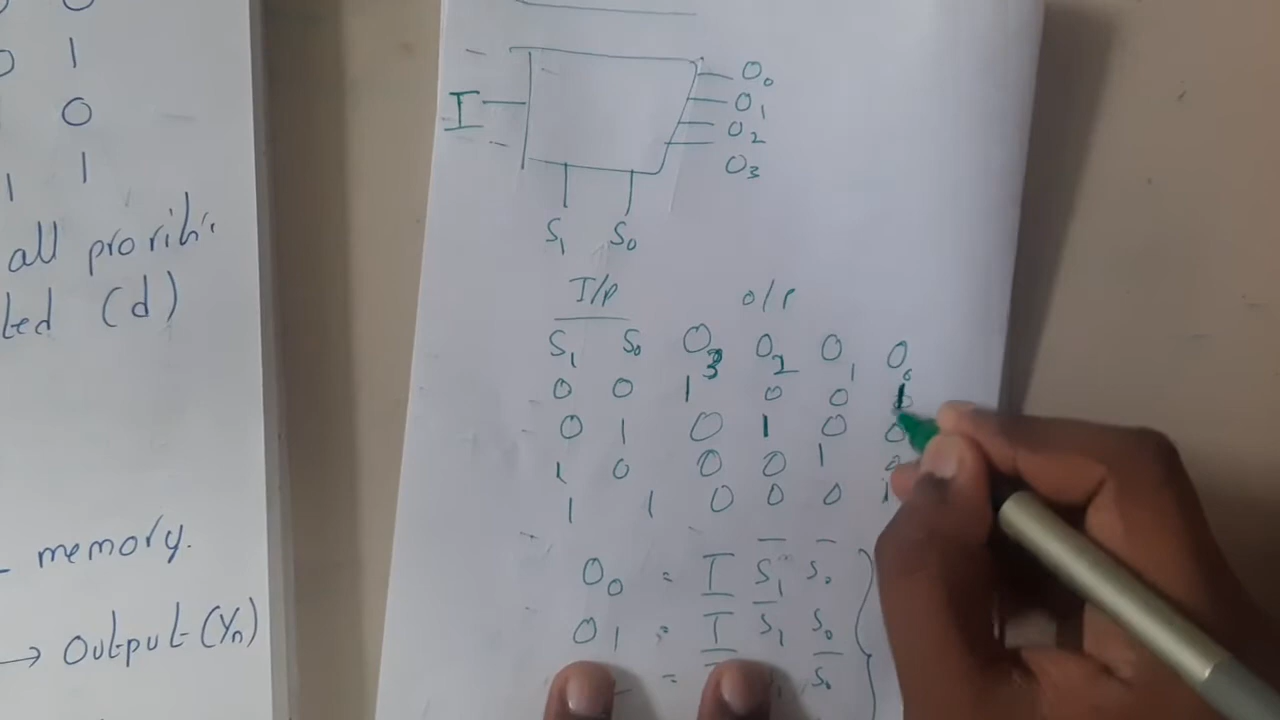 0 1
0
1 1
all
ted (d)
memory.
→ Output (Yn)
I
O0
O1
O2
O3
S1 S0
I/P O/P
S1 S0 O3 O2 O1 O0
0 0 1 0 0
0 1 0 1 0 0
1 0 0 0 1 0
1 1 0 0 0 1
O0 = I S̅1 S̅0
O1 = I S̅1 S0
= S̅0